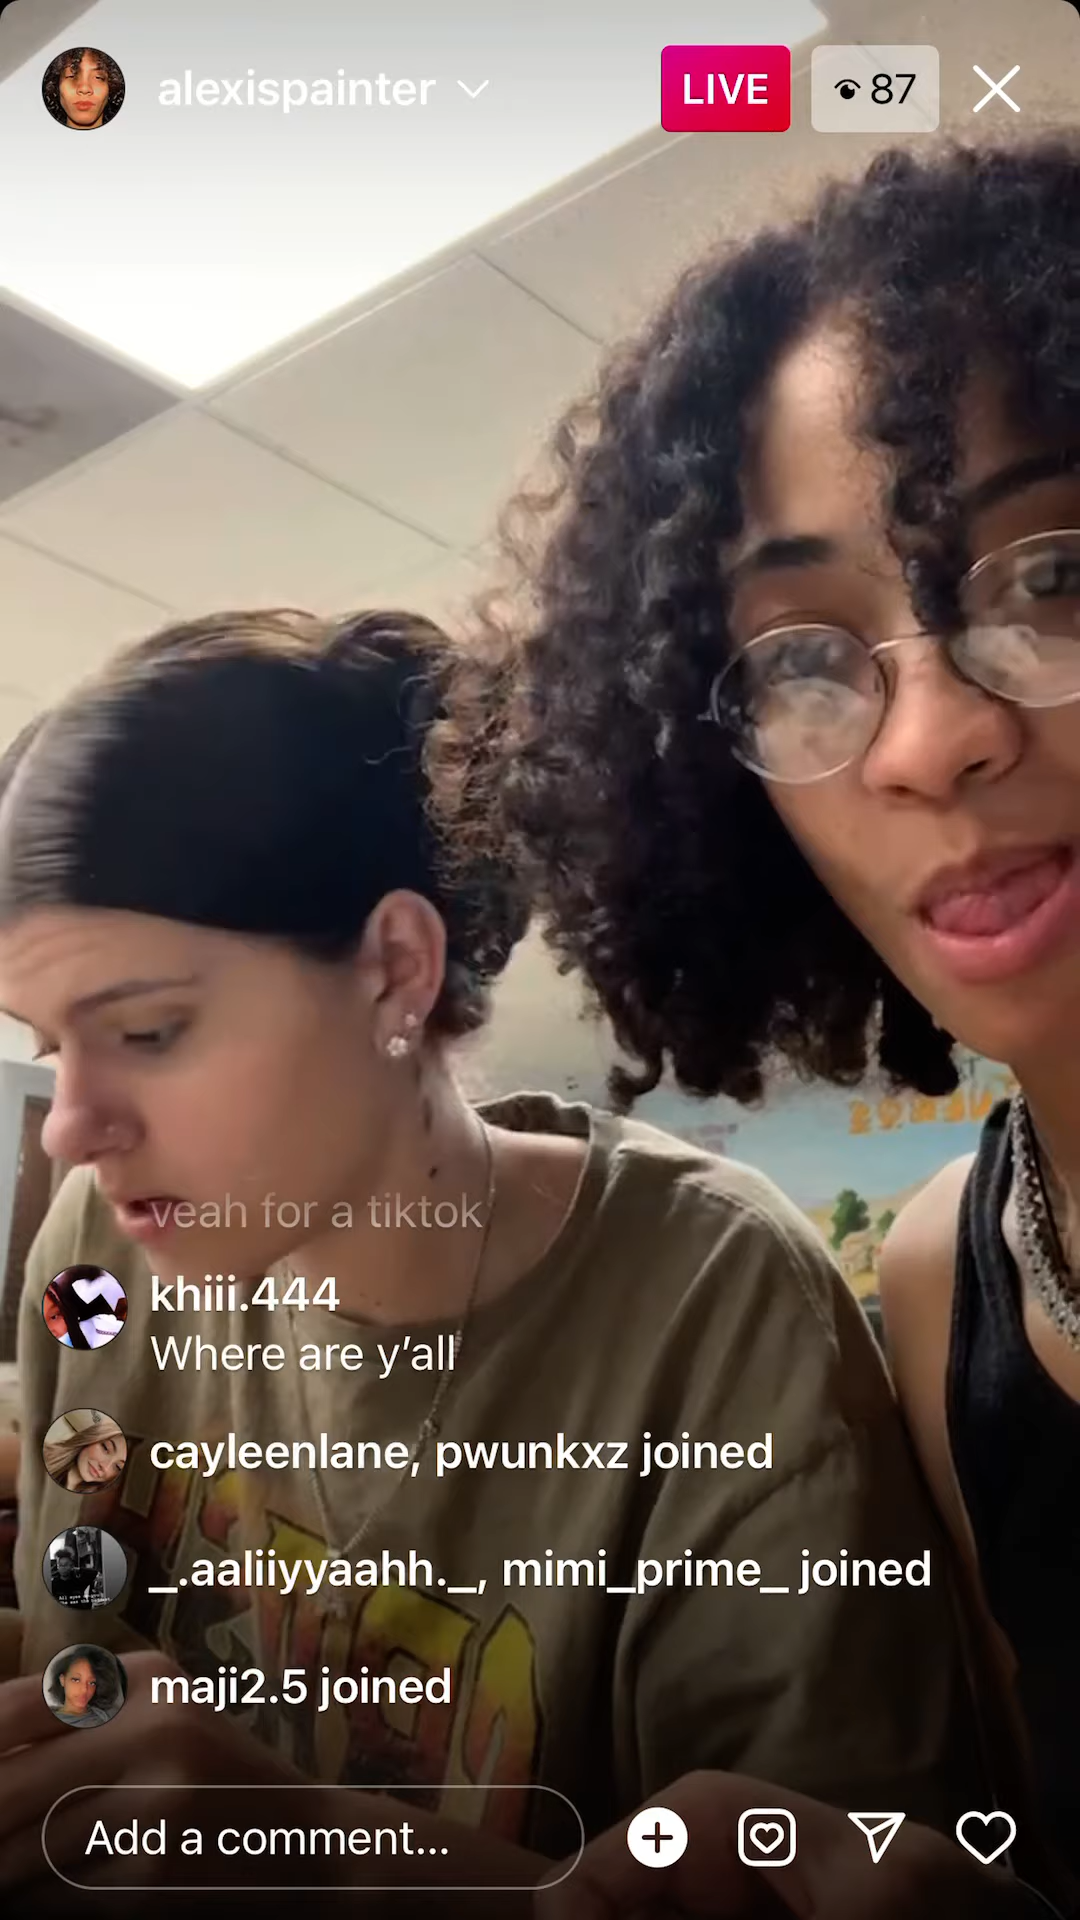 alexispainter
LIVE
87
yeah for a tiktok
khiii.444
Where are y’all
cayleenlane, pwunkxz joined
_.aaliiyyaahh._, mimi_prime_ joined
maji2.5 joined
Add a comment...